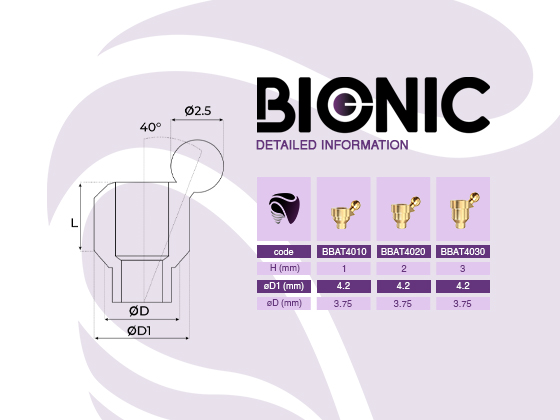 BIONIC
DETAILED INFORMATION
Ø2.5
40°
L
ØD
ØD1
code BBAT4010 BBAT4020 BBAT4030
H (mm) 1 2 3
øD1 (mm) 4.2 4.2 4.2
øD (mm) 3.75 3.75 3.75